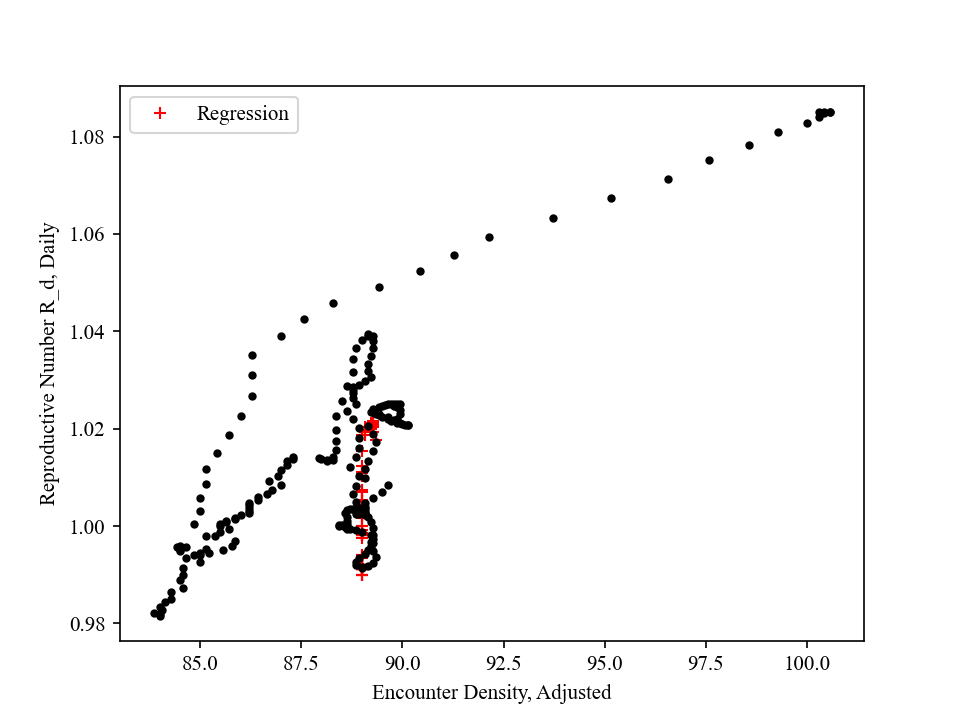 Regression
Reproductive Number R_d, Daily
1.08
1.06
1.04
1.02
1.00
0.98
85.0 87.5 90.0 92.5 95.0 97.5 100.0
Encounter Density, Adjusted